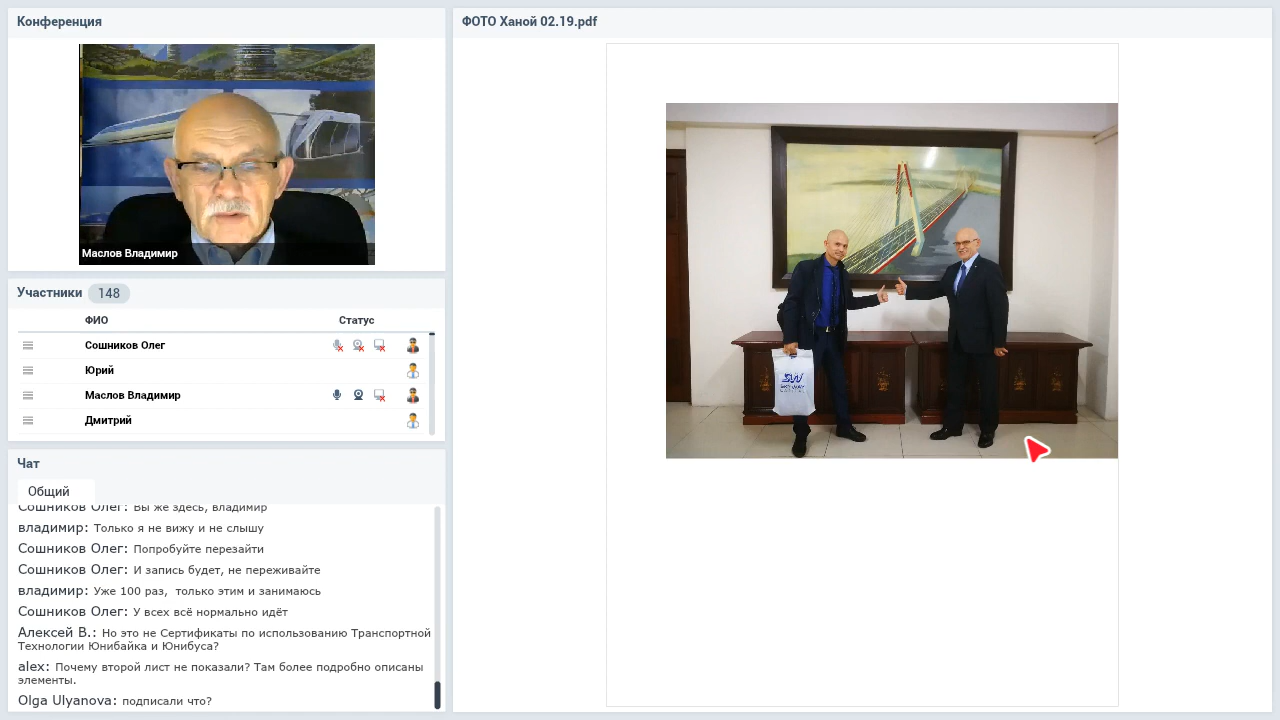 Конференция
Маслов Владимир
Участники 148
ФИО Статус
Сошников Олег
Юрий
Маслов Владимир
Дмитрий
Чат
Общий
Сошников Олег: Вы же здесь, владимир
владимир: Только я не вижу и не слышу
Сошников Олег: Попробуйте перезайти
Сошников Олег: И запись будет, не переживайте
владимир: Уже 100 раз, только этим и занимаюсь
Сошников Олег: У всех всё нормально идёт
Алексей В.: Но это не Сертификаты по использованию Транспортной
Технологии Юнибайка и Юнибуса?
alex: Почему второй лист не показали? Там более подробно описаны
элементы.
Olga Ulyanova: подписали что?
ФОТО Ханой 02.19.pdf
SW
SKY WAY
CAPITAL